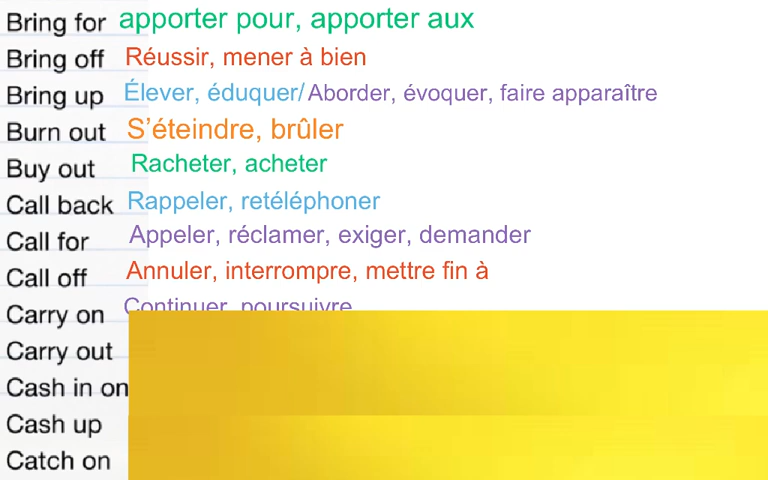 Bring for apporter pour, apporter aux
Bring off Réussir, mener à bien
Bring up Élever, éduquer/Aborder, évoquer, faire apparaître
Burn out S’éteindre, brûler
Buy out Racheter, acheter
Call back Rappeler, retéléphoner
Call for Appeler, réclamer, exiger, demander
Call off Annuler, interrompre, mettre fin à
Carry on Continuer, poursuivre
Carry out
Cash in on
Cash up
Catch on